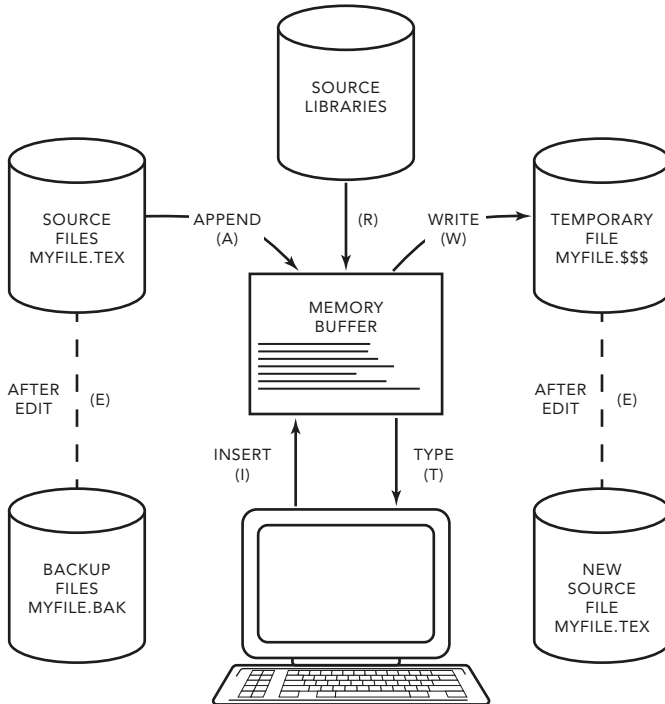 SOURCE
LIBRARIES
SOURCE
FILES
MYFILE.TEX
APPEND
(A)
(R)
WRITE
(W)
TEMPORARY
FILE
MYFILE.$$$
MEMORY
BUFFER
AFTER
EDIT
(E)
AFTER
EDIT
(E)
INSERT
(I)
TYPE
(T)
BACKUP
FILES
MYFILE.BAK
NEW
SOURCE
FILE
MYFILE.TEX